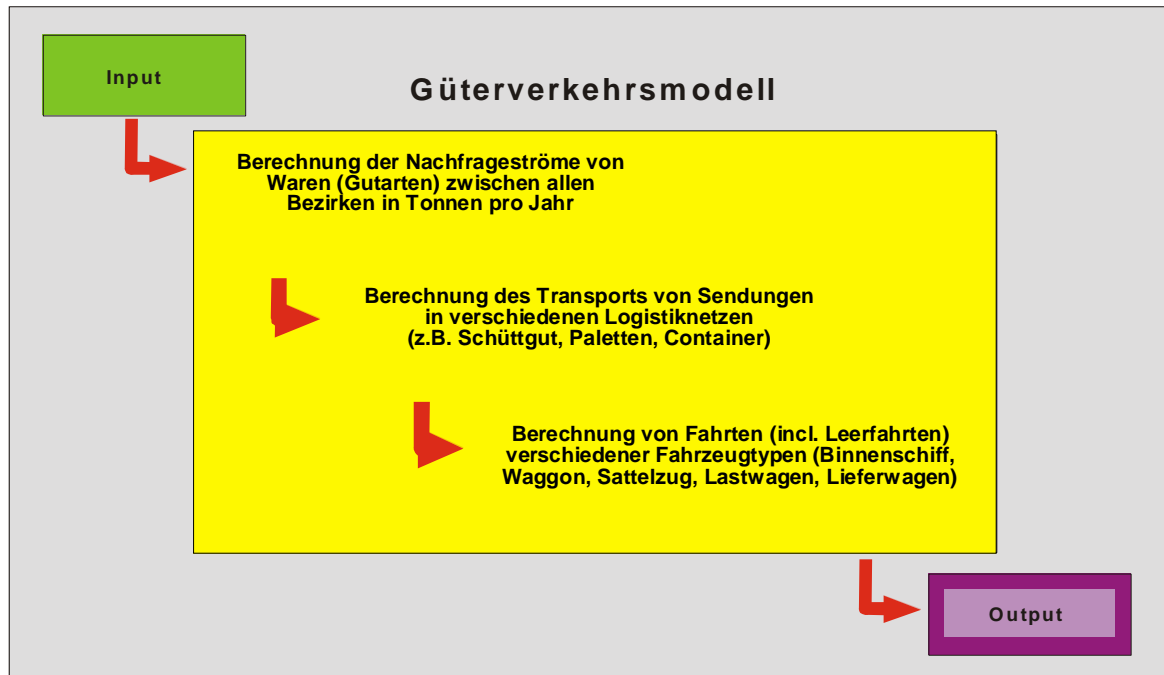 Input
Güterverkehrsmodell
Berechnung der Nachfrageströme von
Waren (Gutarten) zwischen allen
Bezirken in Tonnen pro Jahr
Berechnung des Transports von Sendungen
in verschiedenen Logistiknetzen
(z.B. Schüttgut, Paletten, Container)
Berechnung von Fahrten (incl. Leerfahrten)
verschiedener Fahrzeugtypen (Binnenschiff,
Waggon, Sattelzug, Lastwagen, Lieferwagen)
Output